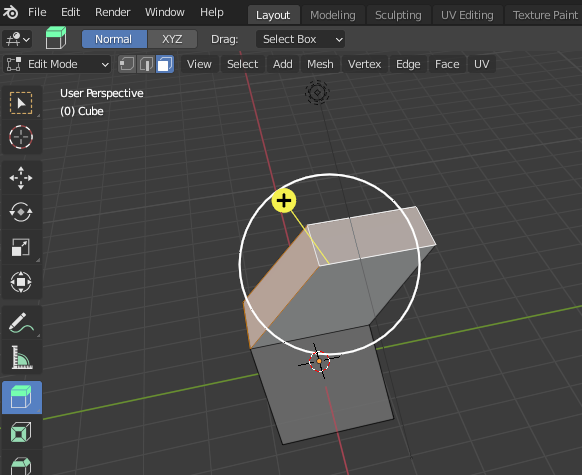 File Edit Render Window Help Layout Modeling Sculpting UV Editing Texture Pain
Normal XYZ Drag: Select Box
Edit Mode View Select Add Mesh Vertex Edge Face UV
User Perspective
(0) Cube